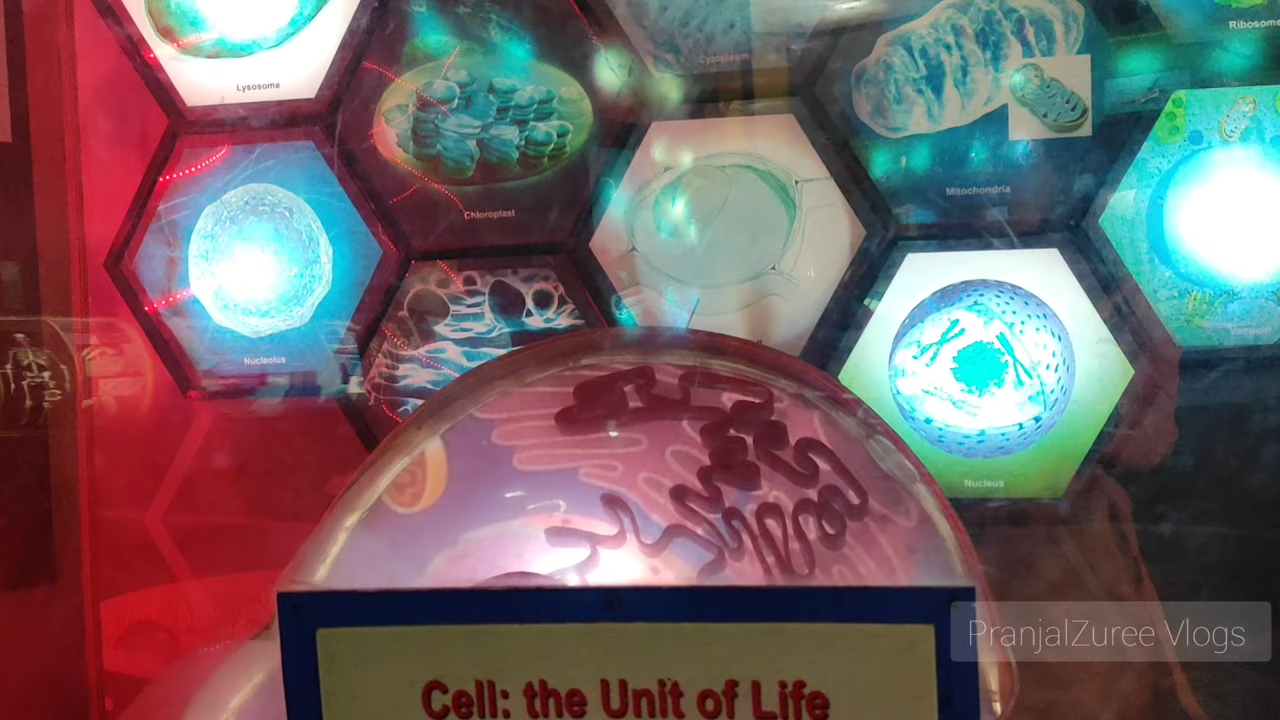 Ribosome
Cytoplasm
Lysosome
Mitochondria
Chloroplast
Nucleolus
Nucleus
PranjalZuree Vlogs
Cell: the Unit of Life